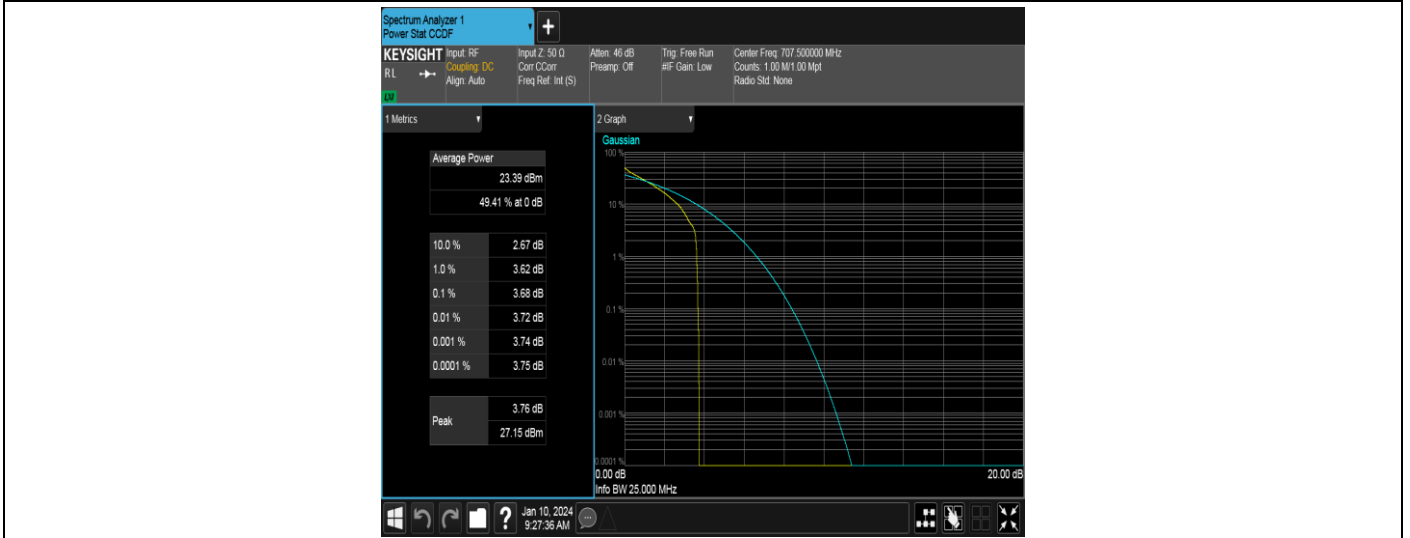 Spectrum Analyzer 1
Power Stat CCDF
+
KEYSIGHT
RL
Input: RF
Coupling: DC
Align: Auto
Input Z: 50 Ω
Corr CCorr
Freq Ref: Int (S)
Atten: 46 dB
Preamp: Off
Trig: Free Run
#IF Gain: Low
Center Freq: 707.500000 MHz
Counts: 1.00 M/1.00 Mpt
Radio Std: None
1 Metrics
Average Power
23.39 dBm
49.41 % at 0 dB
10.0 % 2.67 dB
1.0 % 3.62 dB
0.1 % 3.68 dB
0.01 % 3.72 dB
0.001 % 3.74 dB
0.0001 % 3.75 dB
Peak
3.76 dB
27.15 dBm
2 Graph
Gaussian
100 %
10 %
1 %
0.1 %
0.01 %
0.001 %
0.0001 %
0.00 dB
20.00 dB
Info BW 25.000 MHz
?
Jan 10, 2024
9:27:36 AM